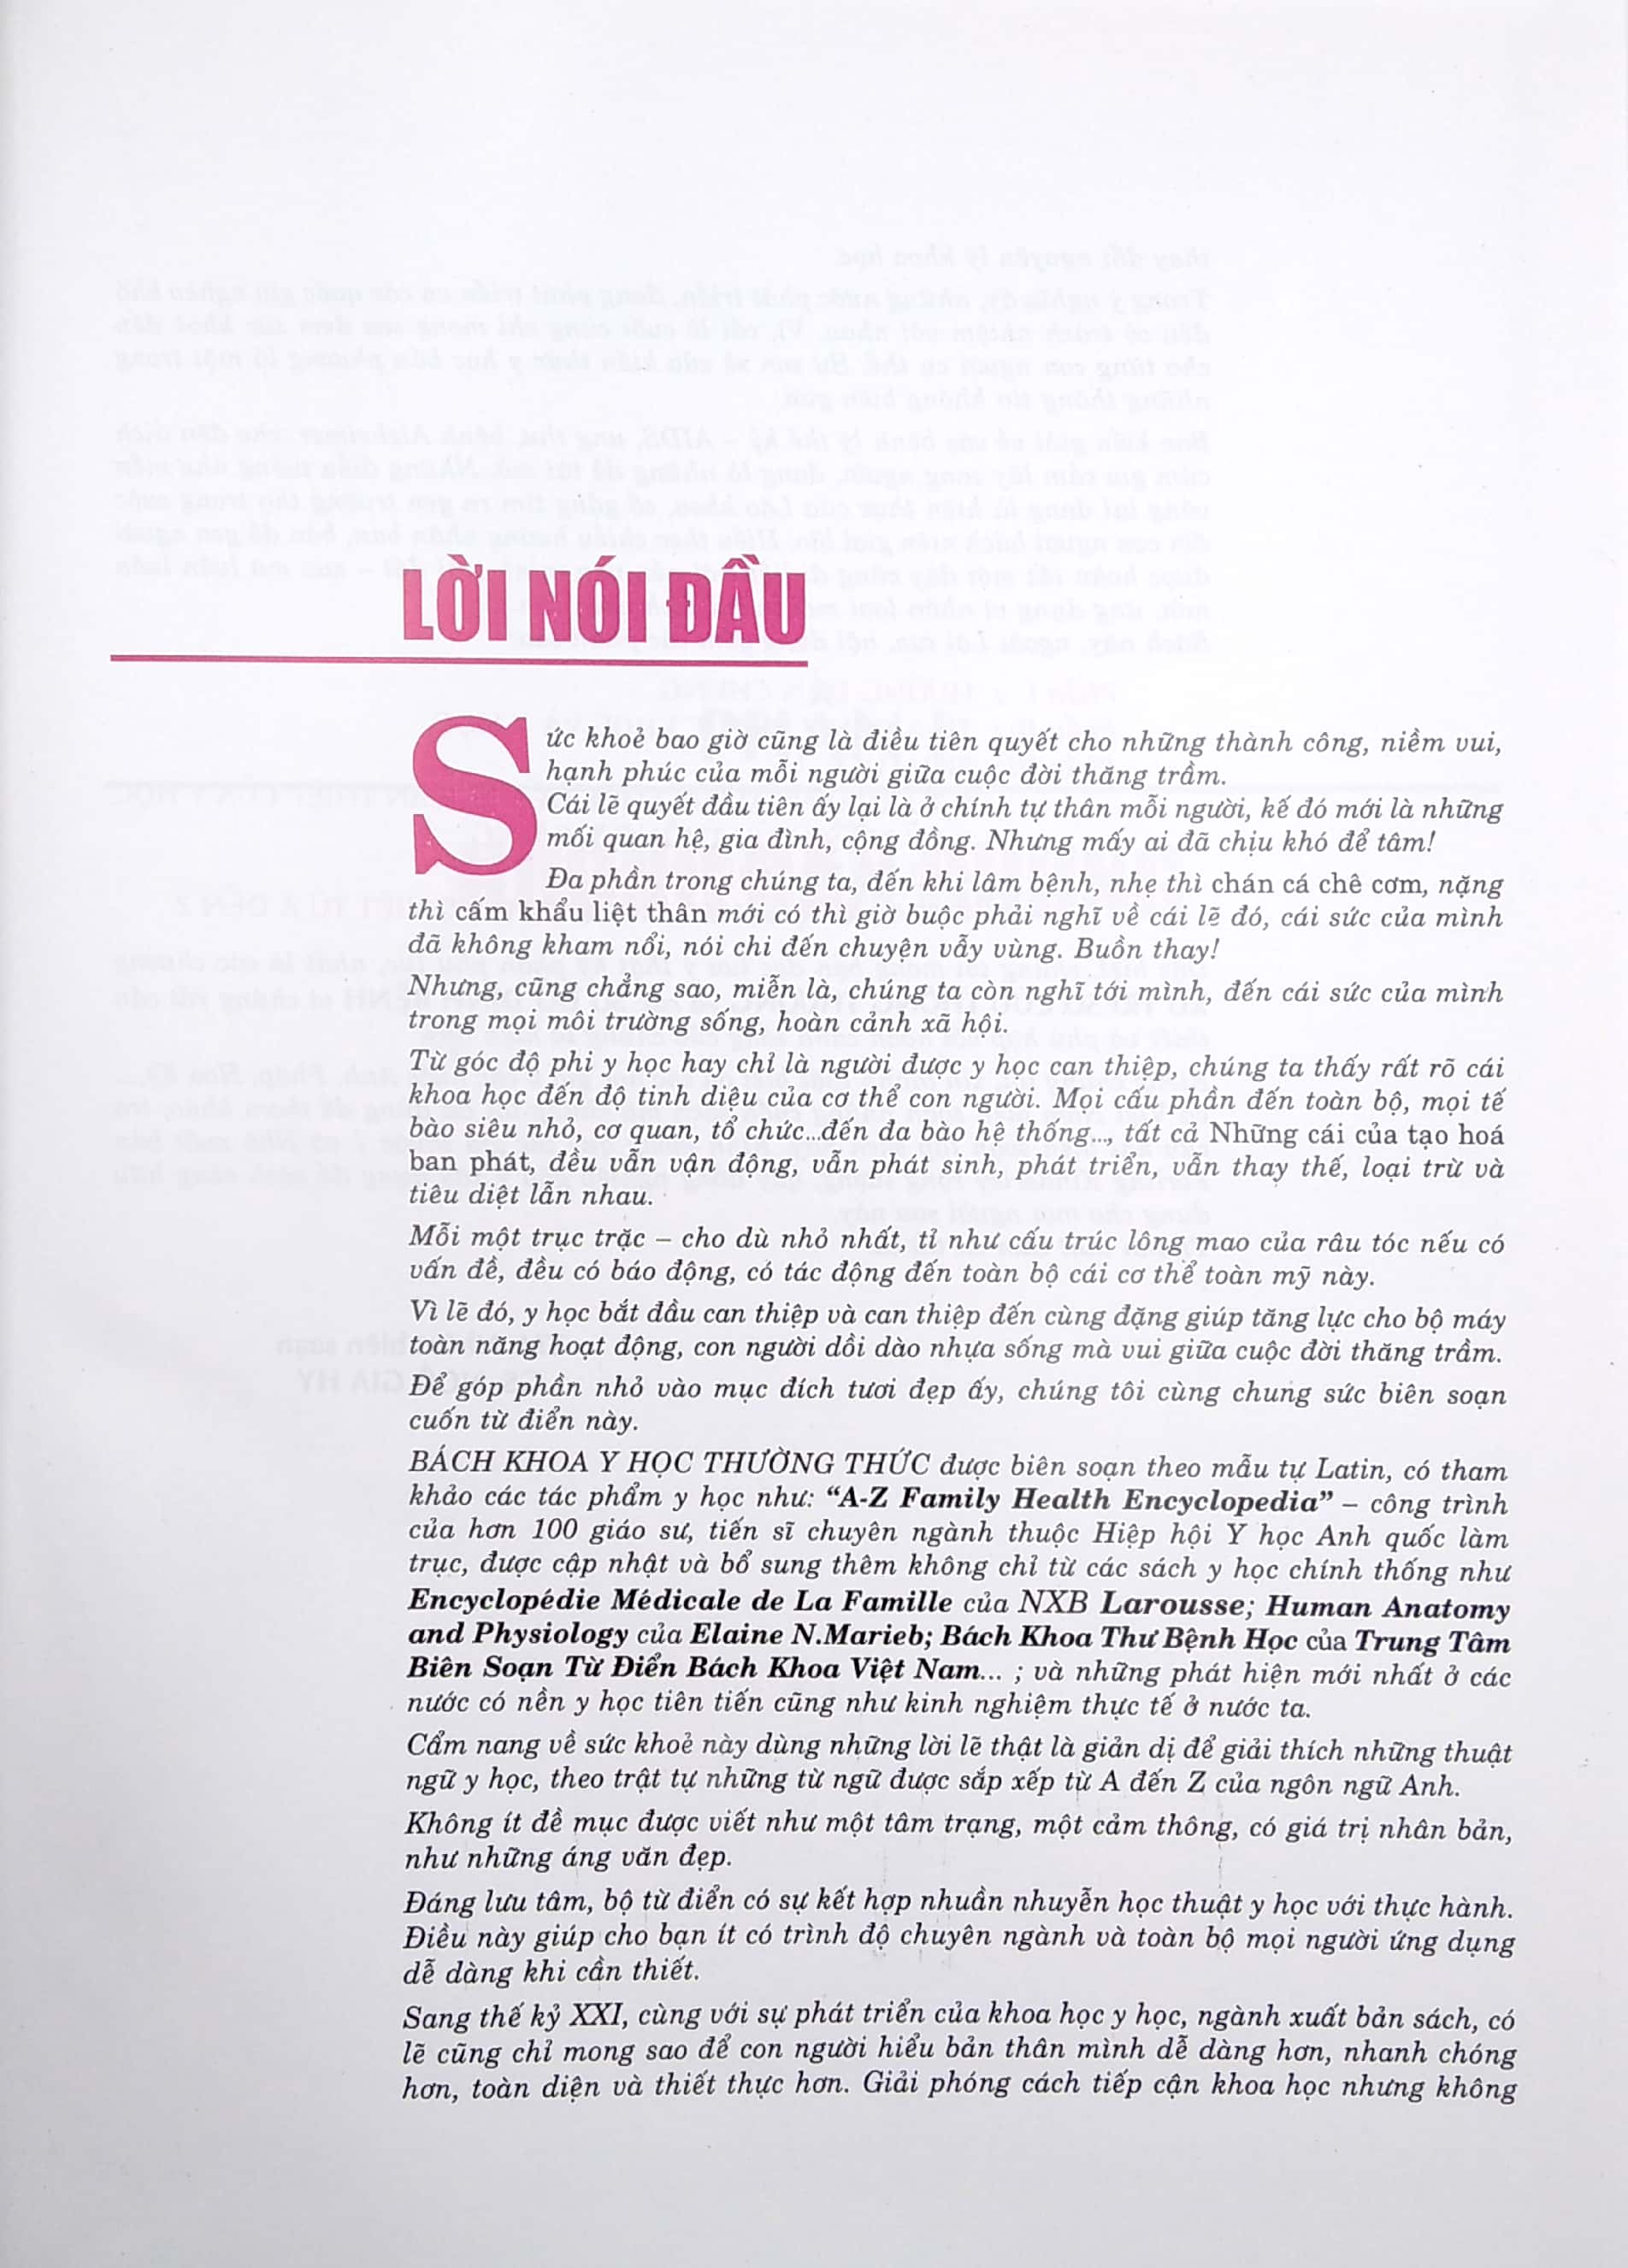 LỜI NÓI ĐẦU
Sức khoẻ bao giờ cũng là điều tiên quyết cho những thành công, niềm vui,
hạnh phúc của mỗi người giữa cuộc đời thăng trầm.
Cái lẽ quyết đầu tiên ấy lại là ở chính tự thân mỗi người, kế đó mới là những
mối quan hệ, gia đình, cộng đồng. Nhưng mấy ai đã chịu khó để tâm!
Đa phần trong chúng ta, đến khi lâm bệnh, nhẹ thì chán cá chê cơm, nặng
thì cấm khẩu liệt thân mới có thì giờ buộc phải nghĩ về cái lẽ đó, cái sức của mình
đã không kham nổi, nói chi đến chuyện vẫy vùng. Buồn thay!
Nhưng, cũng chẳng sao, miễn là, chúng ta còn nghĩ tới mình, đến cái sức của mình
trong mọi môi trường sống, hoàn cảnh xã hội.
Từ góc độ phi y học hay chỉ là người được y học can thiệp, chúng ta thấy rất rõ cái
khoa học đến độ tinh diệu của cơ thể con người. Mọi cấu phần đến toàn bộ, mọi tế
bào siêu nhỏ, cơ quan, tổ chức...đến đa bào hệ thống..., tất cả Những cái của tạo hoá
ban phát, đều vẫn vận động, vẫn phát sinh, phát triển, vẫn thay thế, loại trừ và
tiêu diệt lẫn nhau.
Mỗi một trục trặc – cho dù nhỏ nhất, tỉ như cấu trúc lông mao của râu tóc nếu có
vấn đề, đều có báo động, có tác động đến toàn bộ cái cơ thể toàn mỹ này.
Vì lẽ đó, y học bắt đầu can thiệp và can thiệp đến cùng đặng giúp tăng lực cho bộ máy
toàn năng hoạt động, con người dồi dào nhựa sống mà vui giữa cuộc đời thăng trầm.
Để góp phần nhỏ vào mục đích tươi đẹp ấy, chúng tôi cùng chung sức biên soạn
cuốn từ điển này.
BÁCH KHOA Y HỌC THƯỜNG THỨC được biên soạn theo mẫu tự Latin, có tham
khảo các tác phẩm y học như: “A-Z Family Health Encyclopedia” – công trình
của hơn 100 giáo sư, tiến sĩ chuyên ngành thuộc Hiệp hội Y học Anh quốc làm
trục, được cập nhật và bổ sung thêm không chỉ từ các sách y học chính thống như
Encyclopédie Médicale de La Famille của NXB Larousse; Human Anatomy
and Physiology của Elaine N.Marieb; Bách Khoa Thư Bệnh Học của Trung Tâm
Biên Soạn Từ Điển Bách Khoa Việt Nam... ; và những phát hiện mới nhất ở các
nước có nền y học tiên tiến cũng như kinh nghiệm thực tế ở nước ta.
Cẩm nang về sức khoẻ này dùng những lời lẽ thật là giản dị để giải thích những thuật
ngữ y học, theo trật tự những từ ngữ được sắp xếp từ A đến Z của ngôn ngữ Anh.
Không ít đề mục được viết như một tâm trạng, một cảm thông, có giá trị nhân bản,
như những áng văn đẹp.
Đáng lưu tâm, bộ từ điển có sự kết hợp nhuần nhuyễn học thuật y học với thực hành.
Điều này giúp cho bạn ít có trình độ chuyên ngành và toàn bộ mọi người ứng dụng
dễ dàng khi cần thiết.
Sang thế kỷ XXI, cùng với sự phát triển của khoa học y học, ngành xuất bản sách, có
lẽ cũng chỉ mong sao để con người hiểu bản thân mình dễ dàng hơn, nhanh chóng
hơn, toàn diện và thiết thực hơn. Giải phóng cách tiếp cận khoa học nhưng không